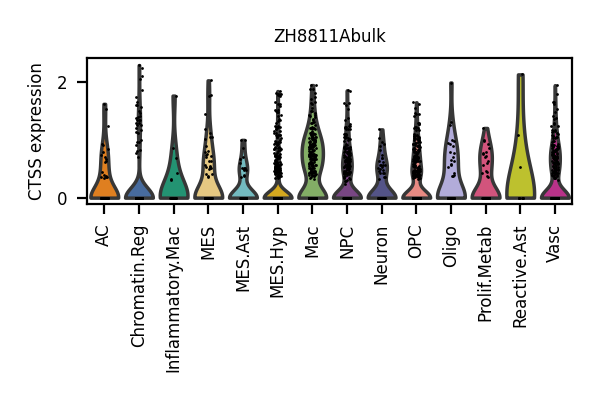 ZH8811Abulk
CTSS expression
2
0
AC
Chromatin.Reg
Inflammatory.Mac
MES
MES.Ast
MES.Hyp
Mac
NPC
Neuron
OPC
Oligo
Prolif.Metab
Reactive.Ast
Vasc